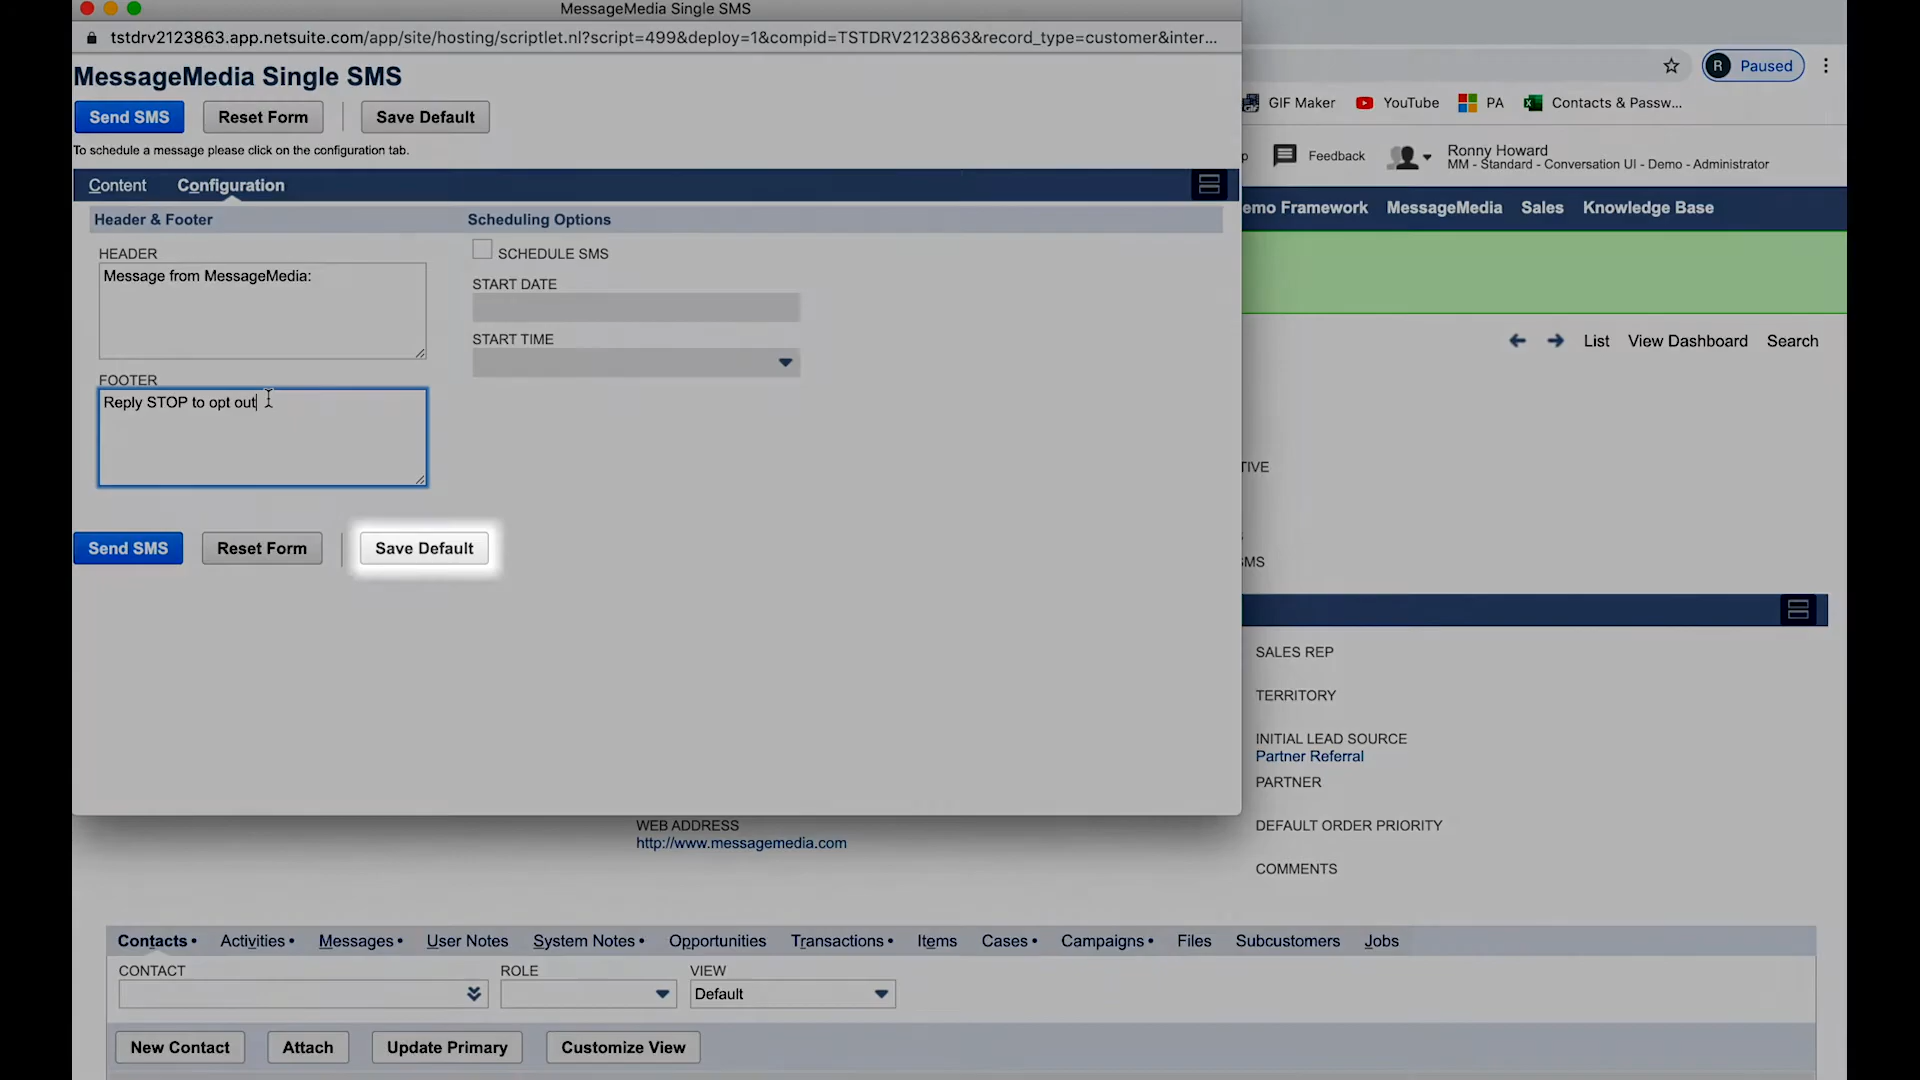 MessageMedia Single SMS
tstdrv2123863.app.netsuite.com/app/site/hosting/scriptlet.nl?script=499&deploy=1&compid=TSTDRV2123863&record_type=customer&inter...
MessageMedia Single SMS
Send SMS
Reset Form
Save Default
To schedule a message please click on the configuration tab.
Content
Configuration
Header & Footer
HEADER
Message from MessageMedia:
FOOTER
Reply STOP to opt out
Scheduling Options
SCHEDULE SMS
START DATE
START TIME
Send SMS
Reset Form
Save Default
R
Paused
GIF Maker
YouTube
PA
Contacts & Passw...
p
Feedback
Ronny Howard
MM - Standard - Conversation UI - Demo - Administrator
emo Framework
MessageMedia
Sales
Knowledge Base
List
View Dashboard
Search
TIVE
MS
SALES REP
TERRITORY
INITIAL LEAD SOURCE
Partner Referral
PARTNER
DEFAULT ORDER PRIORITY
COMMENTS
WEB ADDRESS
http://www.messagemedia.com
Contacts •
Activities •
Messages •
User Notes
System Notes •
Opportunities
Transactions •
Items
Cases •
Campaigns •
Files
Subcustomers
Jobs
CONTACT
ROLE
VIEW
Default
New Contact
Attach
Update Primary
Customize View